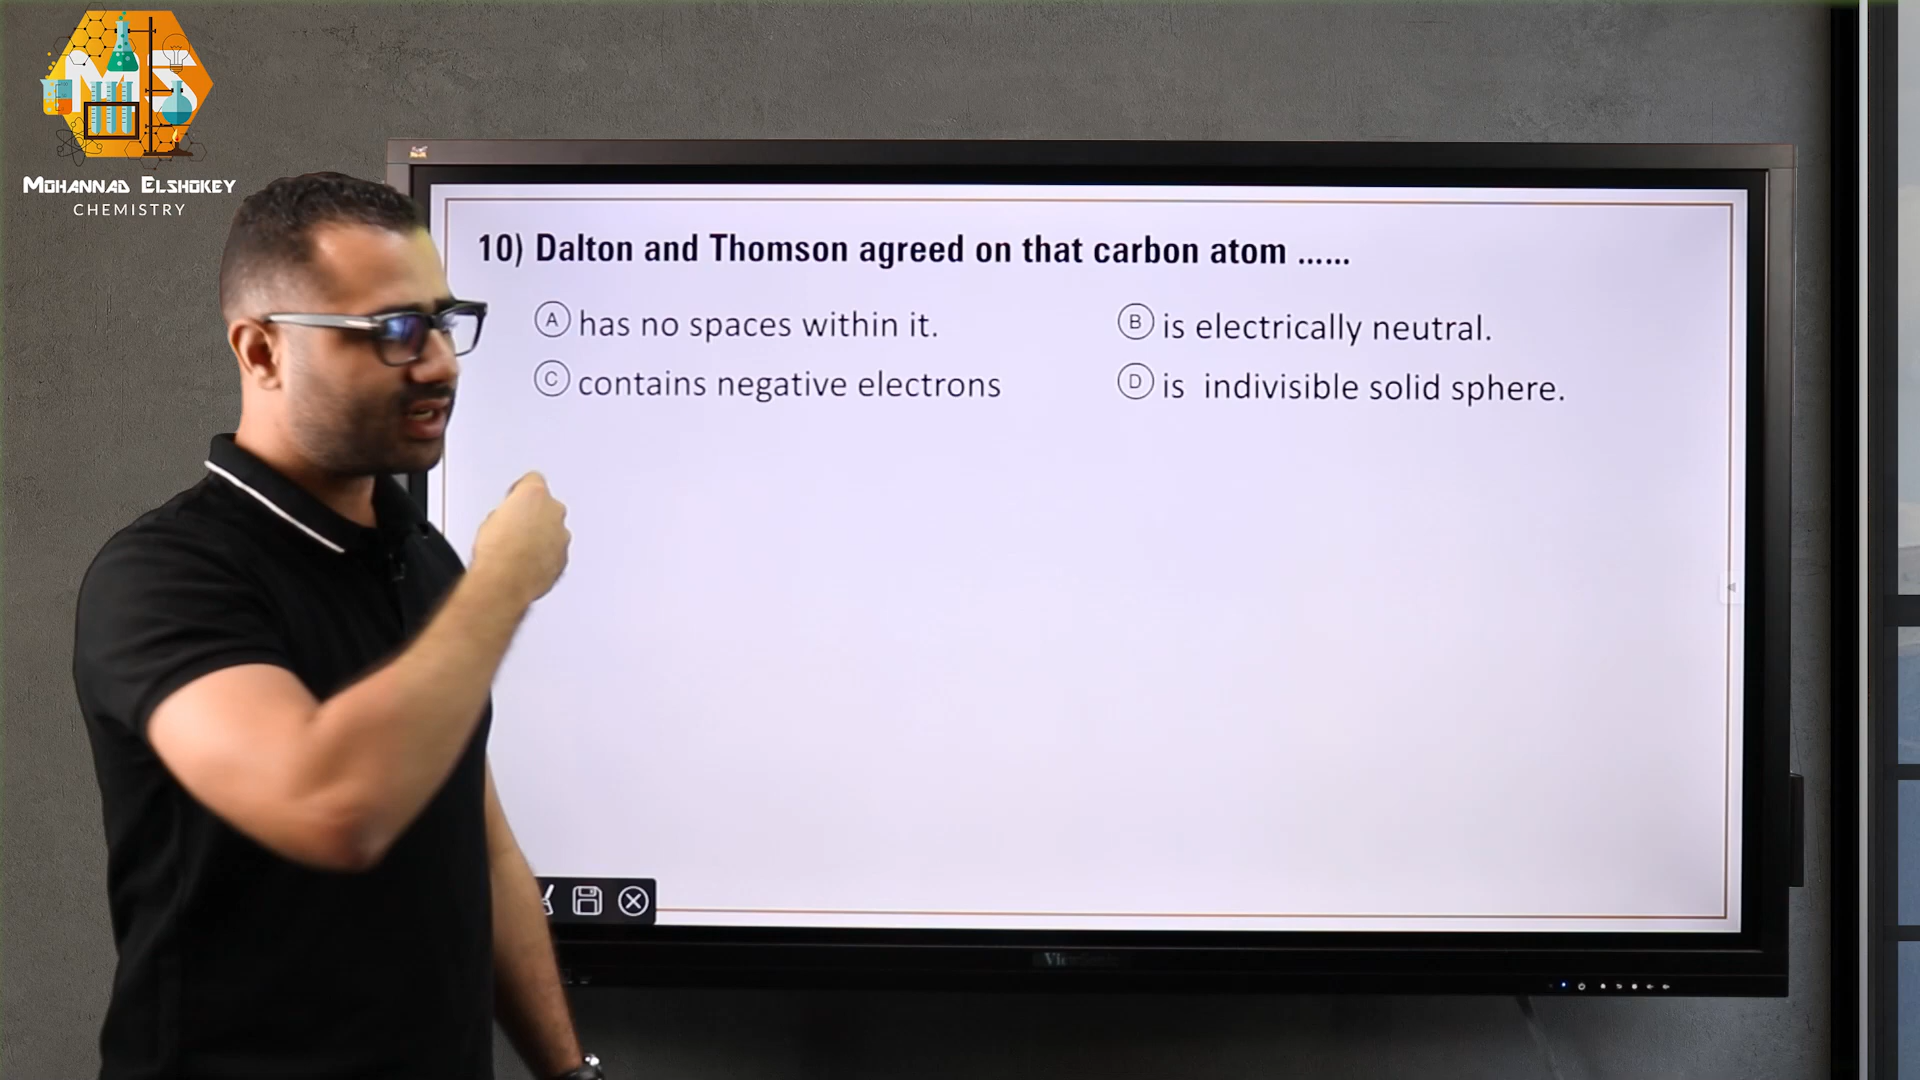 MS
MOHANNAD ELSHOKEY
CHEMISTRY
10) Dalton and Thomson agreed on that carbon atom ......
A has no spaces within it.
B is electrically neutral.
C contains negative electrons
D is indivisible solid sphere.